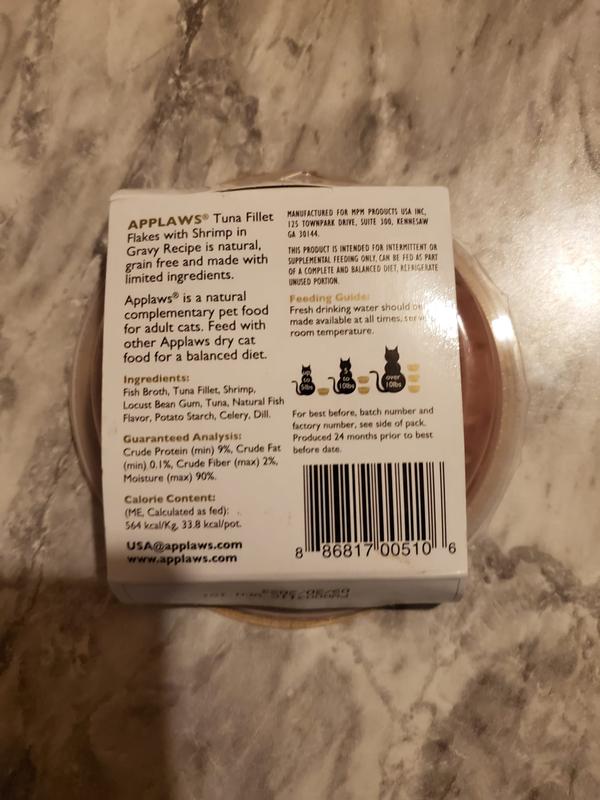 APPLAWS® Tuna Fillet
Flakes with Shrimp in
Gravy Recipe is natural,
grain free and made with
limited ingredients.
Applaws® is a natural
complementary pet food
for adult cats. Feed with
other Applaws dry cat
food for a balanced diet.
Ingredients:
Fish Broth, Tuna Fillet, Shrimp,
Locust Bean Gum, Tuna, Natural Fish
Flavor, Potato Starch, Celery, Dill.
Guaranteed Analysis:
Crude Protein (min) 9%, Crude Fat
(min) 0.1%, Crude Fiber (max) 2%,
Moisture (max) 90%.
Calorie Content:
(ME, Calculated as fed):
564 kcal/Kg, 33.8 kcal/pot.
USA@applaws.com
www.applaws.com
MANUFACTURED FOR MPM PRODUCTS USA INC,
125 TOWNPARK DRIVE, SUITE 300, KENNESAW
GA 30144.
THIS PRODUCT IS INTENDED FOR INTERMITTENT OR
SUPPLEMENTAL FEEDING ONLY, CAN BE FED AS PART
OF A COMPLETE AND BALANCED DIET, REFRIGERATE
UNUSED PORTION.
Feeding Guide:
Fresh drinking water should
made available at all times,
room temperature.
up to 5lbs
5 to 10lbs
over 10lbs
For best before, batch number and
factory number, see side of pack.
Produced 24 months prior to best
before date.
8 86817 00510 6